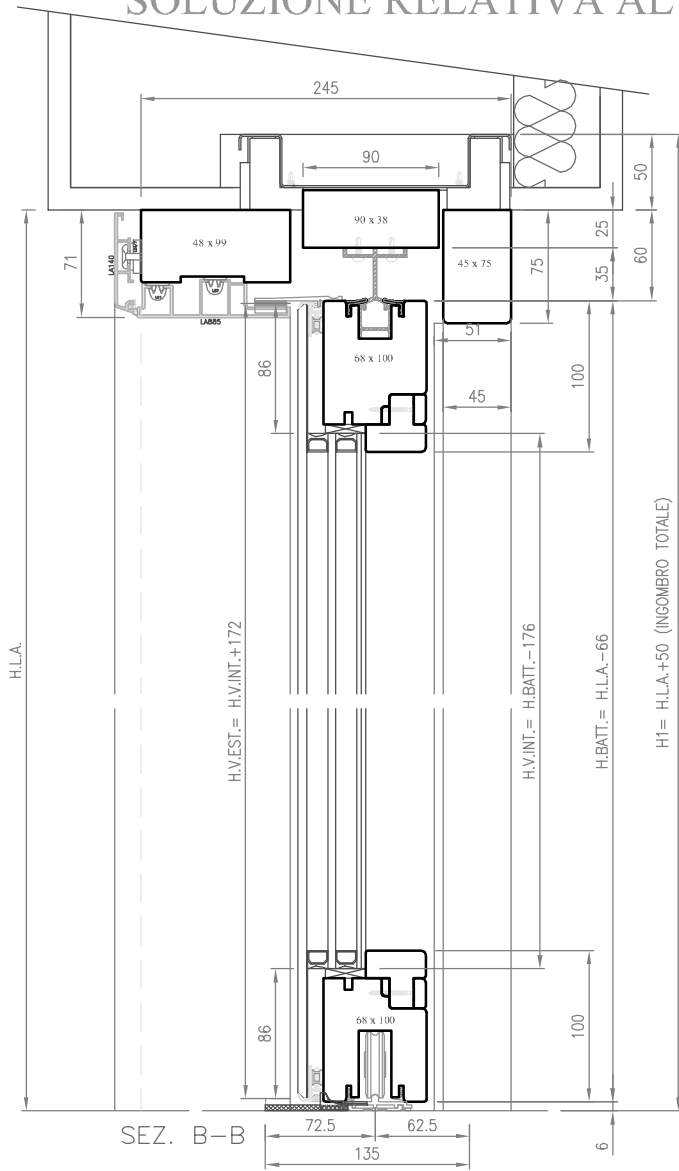 SOLUZIONE RELATIVA AL
245
90
50
90 x 38
48 x 99
45 x 75
71
75
25
60
35
LA140
LA885
51
68 x 100
86
100
45
H.L.A.
H.V.EST.= H.V.INT.+172
H.V.INT.= H.BATT.-176
H.BATT.= H.L.A.-66
H1= H.L.A.+50 (INGOMBRO TOTALE)
68 x 100
86
100
SEZ. B-B
72.5
62.5
135
6